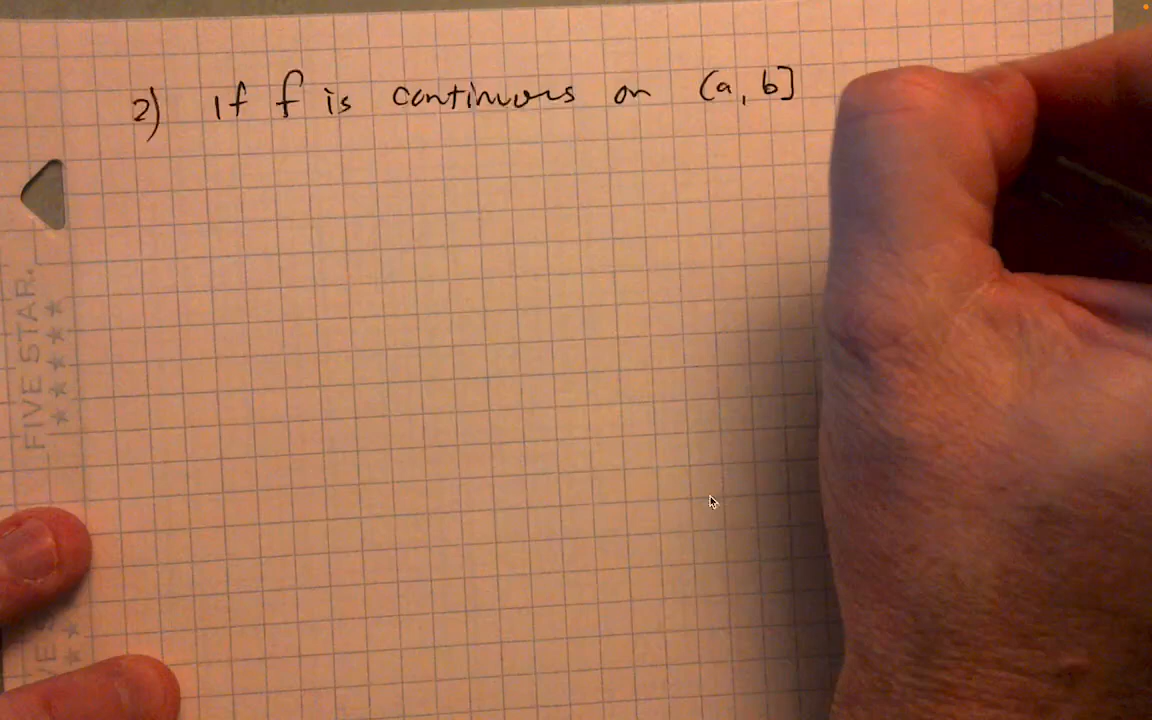 2) If f is continuous on (a, b]
FIVE STAR.